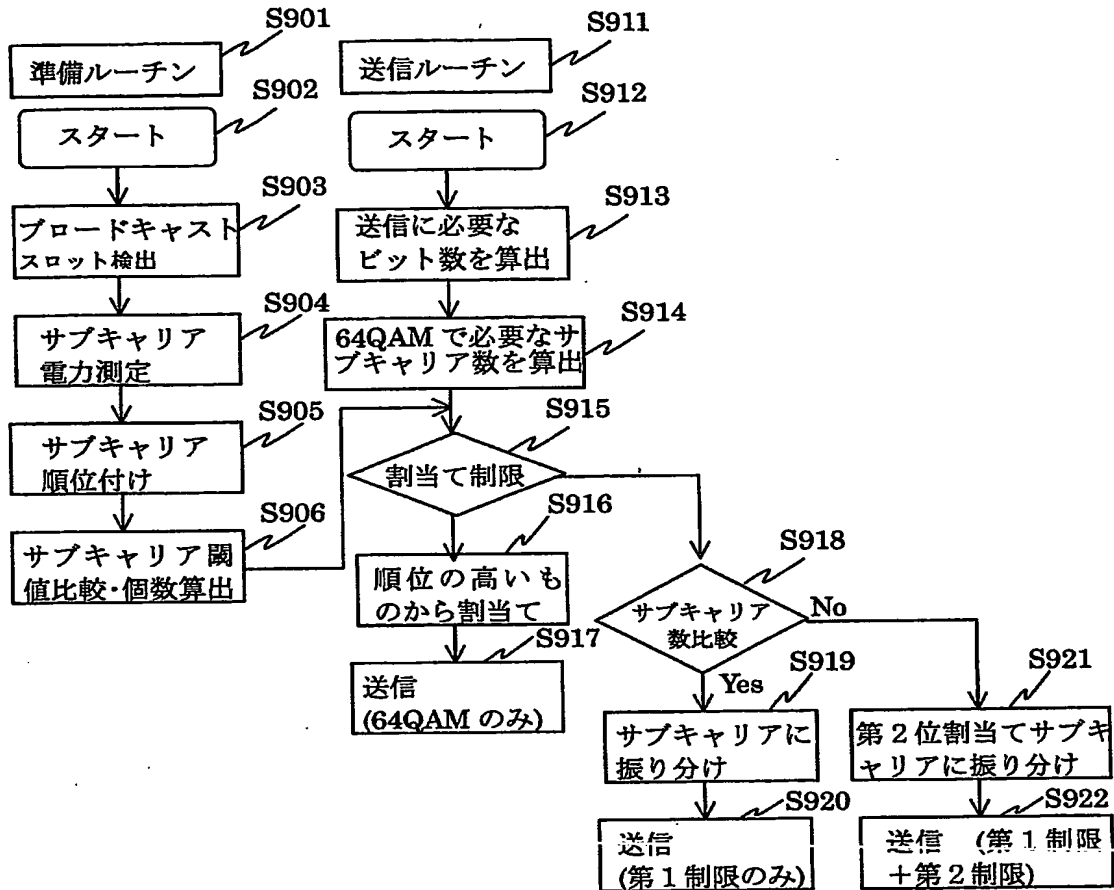 S901
準備ルーチン
S902
スタート
S903
ブロードキャスト
スロット検出
S904
サブキャリア
電力測定
S905
サブキャリア
順位付け
S906
サブキャリア閾
値比較・個数算出
S911
送信ルーチン
S912
スタート
S913
送信に必要な
ビット数を算出
S914
64QAMで必要なサ
ブキャリア数を算出
S915
割当て制限
S916
順位の高いも
のから割当て
S917
送信
(64QAMのみ)
S918
サブキャリア
数比較
No
Yes
S919
サブキャリアに
振り分け
S920
送信
(第1制限のみ)
S921
第2位割当てサブキ
ャリアに振り分け
S922
送信 (第1制限
+第2制限)